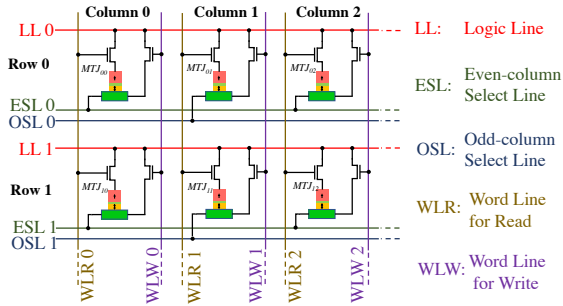 Column 0 Column 1 Column 2
LL 0
Row 0
MTJ00 MTJ01 MTJ02
ESL 0
OSL 0
LL 1
Row 1
MTJ10 MTJ11 MTJ12
ESL 1
OSL 1
WLR 0 WLW 0 WLR 1 WLW 1 WLR 2 WLW 2
LL: Logic Line
ESL: Even-column
Select Line
OSL: Odd-column
Select Line
WLR: Word Line
for Read
WLW: Word Line
for Write